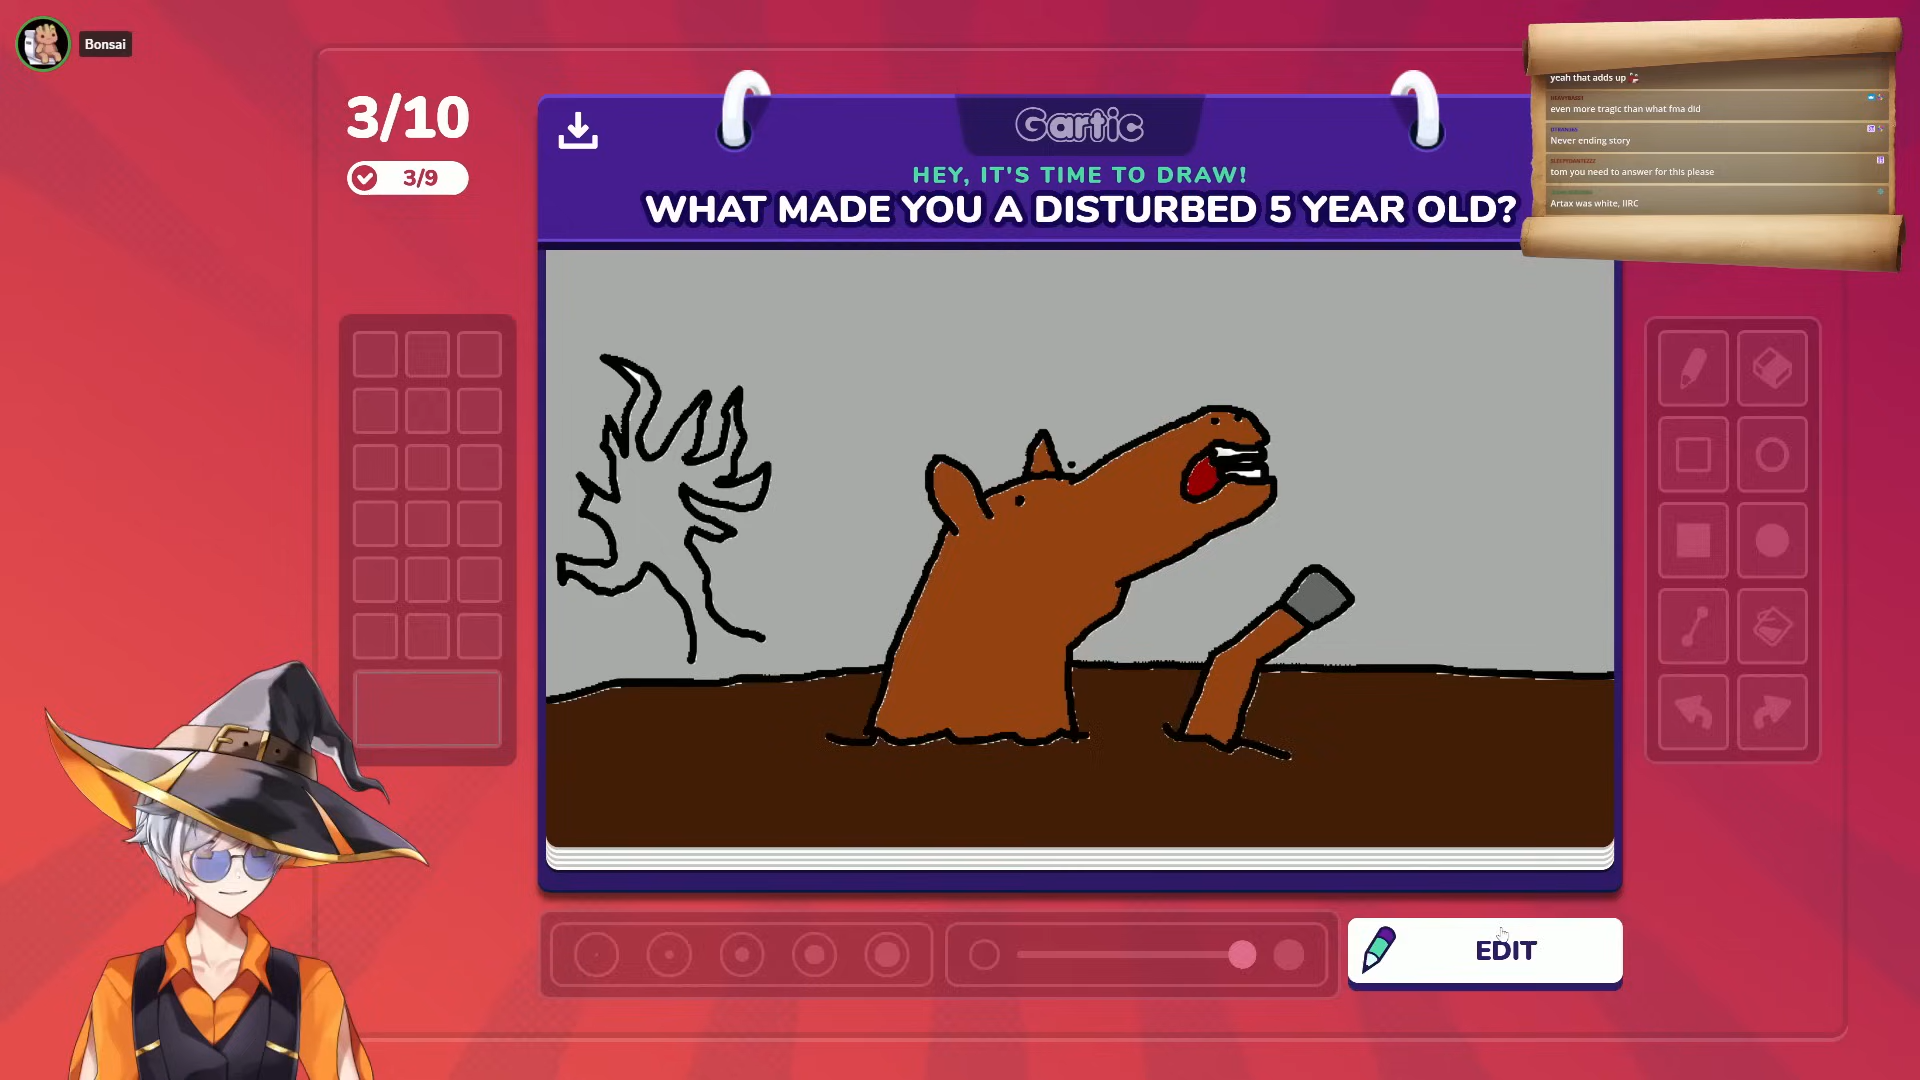 Bonsai
3/10
3/9
Gartic
HEY, IT'S TIME TO DRAW!
WHAT MADE YOU A DISTURBED 5 YEAR OLD?
yeah that adds up
even more tragic than what fma did
Never ending story
tom you need to answer for this please
Artax was white, IIRC
EDIT